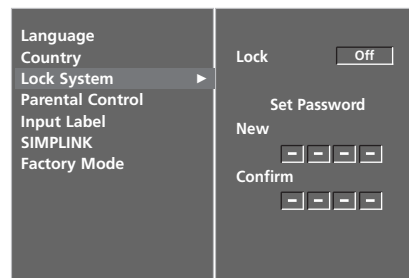 Language
Country
Lock System ►
Parental Control
Input Label
SIMPLINK
Factory Mode
Lock Off
Set Password
New
– – – –
Confirm
– – – –